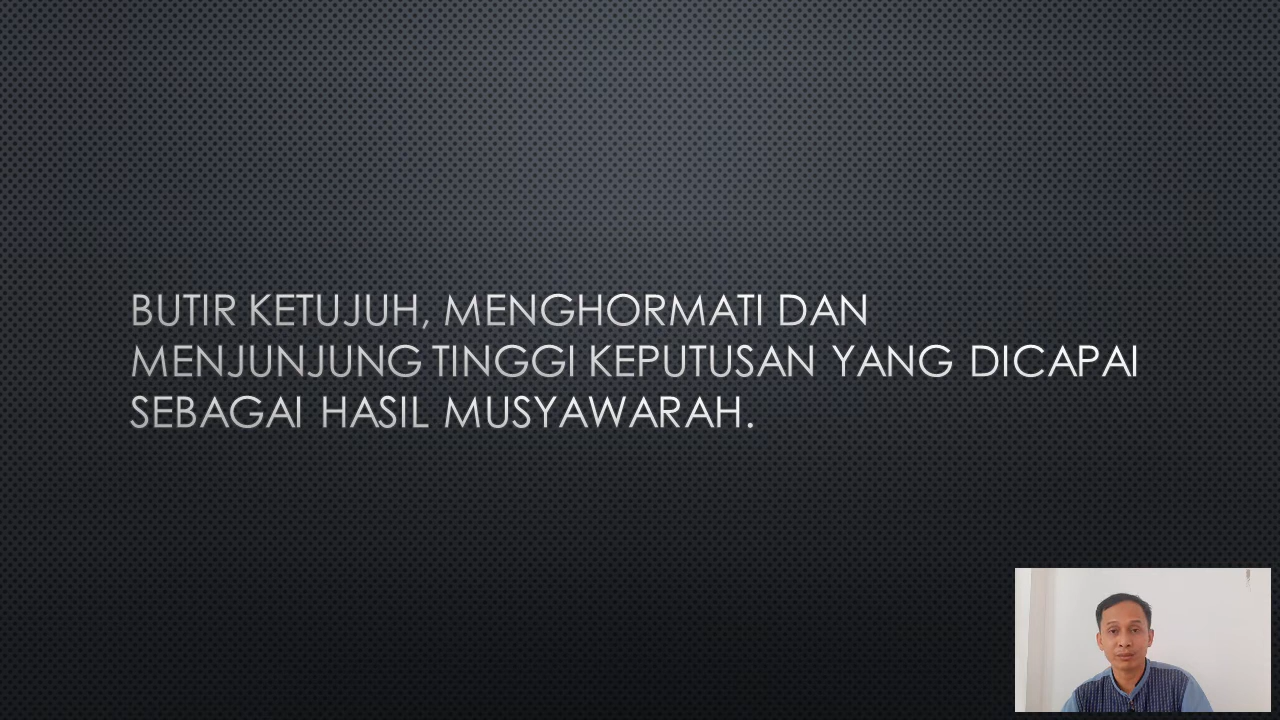 BUTIR KETUJUH, MENGHORMATI DAN
MENJUNJUNG TINGGI KEPUTUSAN YANG DICAPAI
SEBAGAI HASIL MUSYAWARAH.